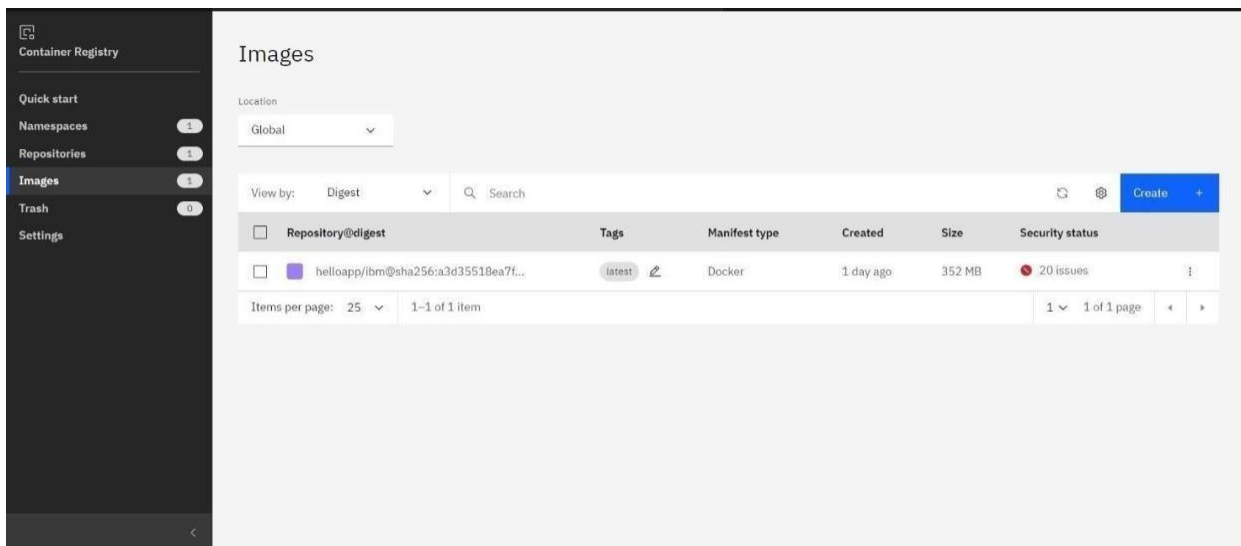 Container Registry
Quick start
Namespaces 1
Repositories 1
Images 1
Trash 0
Settings
Images
Location
Global
View by: Digest Search Create +
Repository@digest Tags Manifest type Created Size Security status
helloapp/ibm@sha256:a3d35518ea7f... latest Docker 1 day ago 352 MB 20 issues
Items per page: 25 1–1 of 1 item 1 1 of 1 page